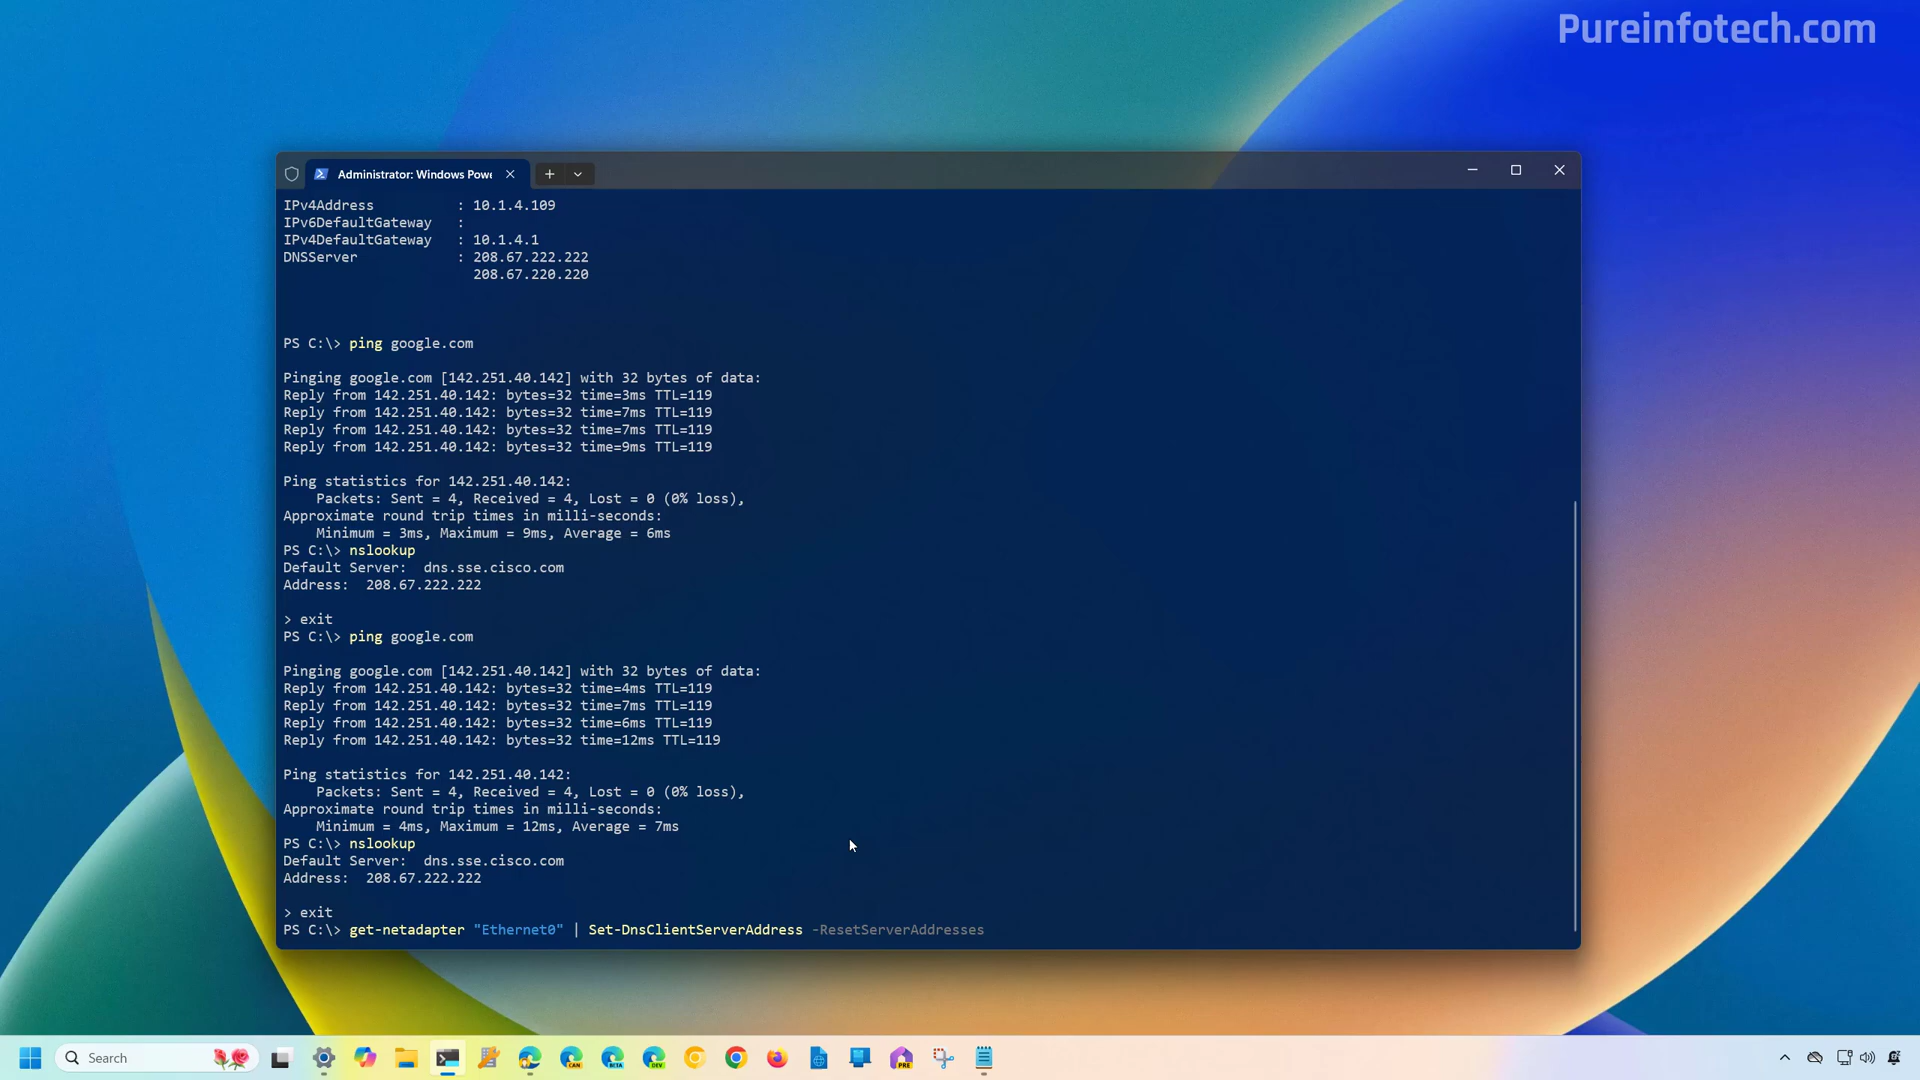 Pureinfotech.com
Administrator: Windows Powe
IPv4Address          : 10.1.4.109
IPv6DefaultGateway   :
IPv4DefaultGateway   : 10.1.4.1
DNSServer            : 208.67.222.222
                       208.67.220.220
PS C:\> ping google.com
Pinging google.com [142.251.40.142] with 32 bytes of data:
Reply from 142.251.40.142: bytes=32 time=3ms TTL=119
Reply from 142.251.40.142: bytes=32 time=7ms TTL=119
Reply from 142.251.40.142: bytes=32 time=7ms TTL=119
Reply from 142.251.40.142: bytes=32 time=9ms TTL=119
Ping statistics for 142.251.40.142:
    Packets: Sent = 4, Received = 4, Lost = 0 (0% loss),
Approximate round trip times in milli-seconds:
    Minimum = 3ms, Maximum = 9ms, Average = 6ms
PS C:\> nslookup
Default Server:  dns.sse.cisco.com
Address:  208.67.222.222
> exit
PS C:\> ping google.com
Pinging google.com [142.251.40.142] with 32 bytes of data:
Reply from 142.251.40.142: bytes=32 time=4ms TTL=119
Reply from 142.251.40.142: bytes=32 time=7ms TTL=119
Reply from 142.251.40.142: bytes=32 time=6ms TTL=119
Reply from 142.251.40.142: bytes=32 time=12ms TTL=119
Ping statistics for 142.251.40.142:
    Packets: Sent = 4, Received = 4, Lost = 0 (0% loss),
Approximate round trip times in milli-seconds:
    Minimum = 4ms, Maximum = 12ms, Average = 7ms
PS C:\> nslookup
Default Server:  dns.sse.cisco.com
Address:  208.67.222.222
> exit
PS C:\> get-netadapter "Ethernet0" | Set-DnsClientServerAddress -ResetServerAddresses
Search
CAN
BETA
DEV
PRE